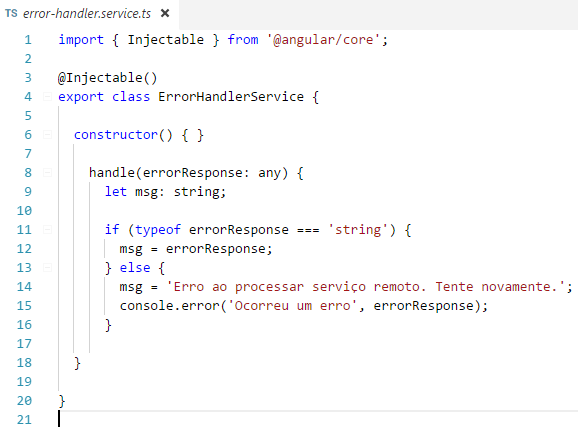 TS error-handler.service.ts ×
1 import { Injectable } from '@angular/core';
2
3 @Injectable()
4 export class ErrorHandlerService {
5
6 constructor() { }
7
8 handle(errorResponse: any) {
9 let msg: string;
10
11 if (typeof errorResponse === 'string') {
12 msg = errorResponse;
13 } else {
14 msg = 'Erro ao processar serviço remoto. Tente novamente.';
15 console.error('Ocorreu um erro', errorResponse);
16 }
17
18 }
19
20 }
21